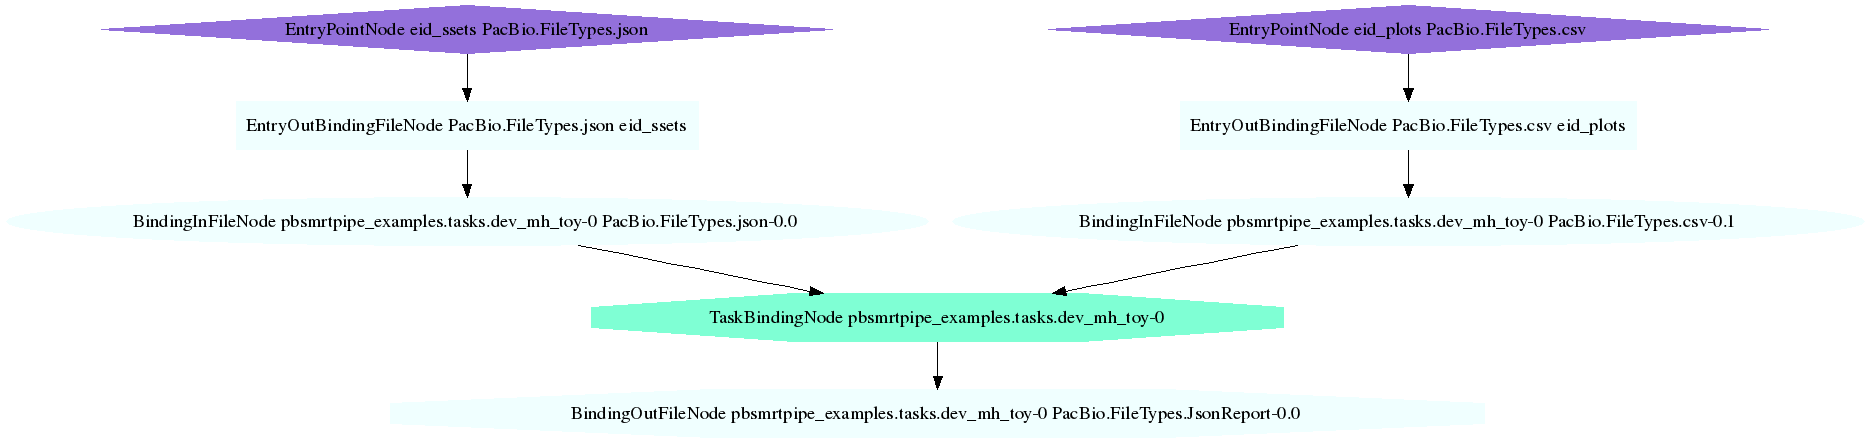 EntryPointNode eid_ssets PacBio.FileTypes.json
EntryPointNode eid_plots PacBio.FileTypes.csv
EntryOutBindingFileNode PacBio.FileTypes.json eid_ssets
EntryOutBindingFileNode PacBio.FileTypes.csv eid_plots
BindingInFileNode pbsmrtpipe_examples.tasks.dev_mh_toy-0 PacBio.FileTypes.json-0.0
BindingInFileNode pbsmrtpipe_examples.tasks.dev_mh_toy-0 PacBio.FileTypes.csv-0.1
TaskBindingNode pbsmrtpipe_examples.tasks.dev_mh_toy-0
BindingOutFileNode pbsmrtpipe_examples.tasks.dev_mh_toy-0 PacBio.FileTypes.JsonReport-0.0